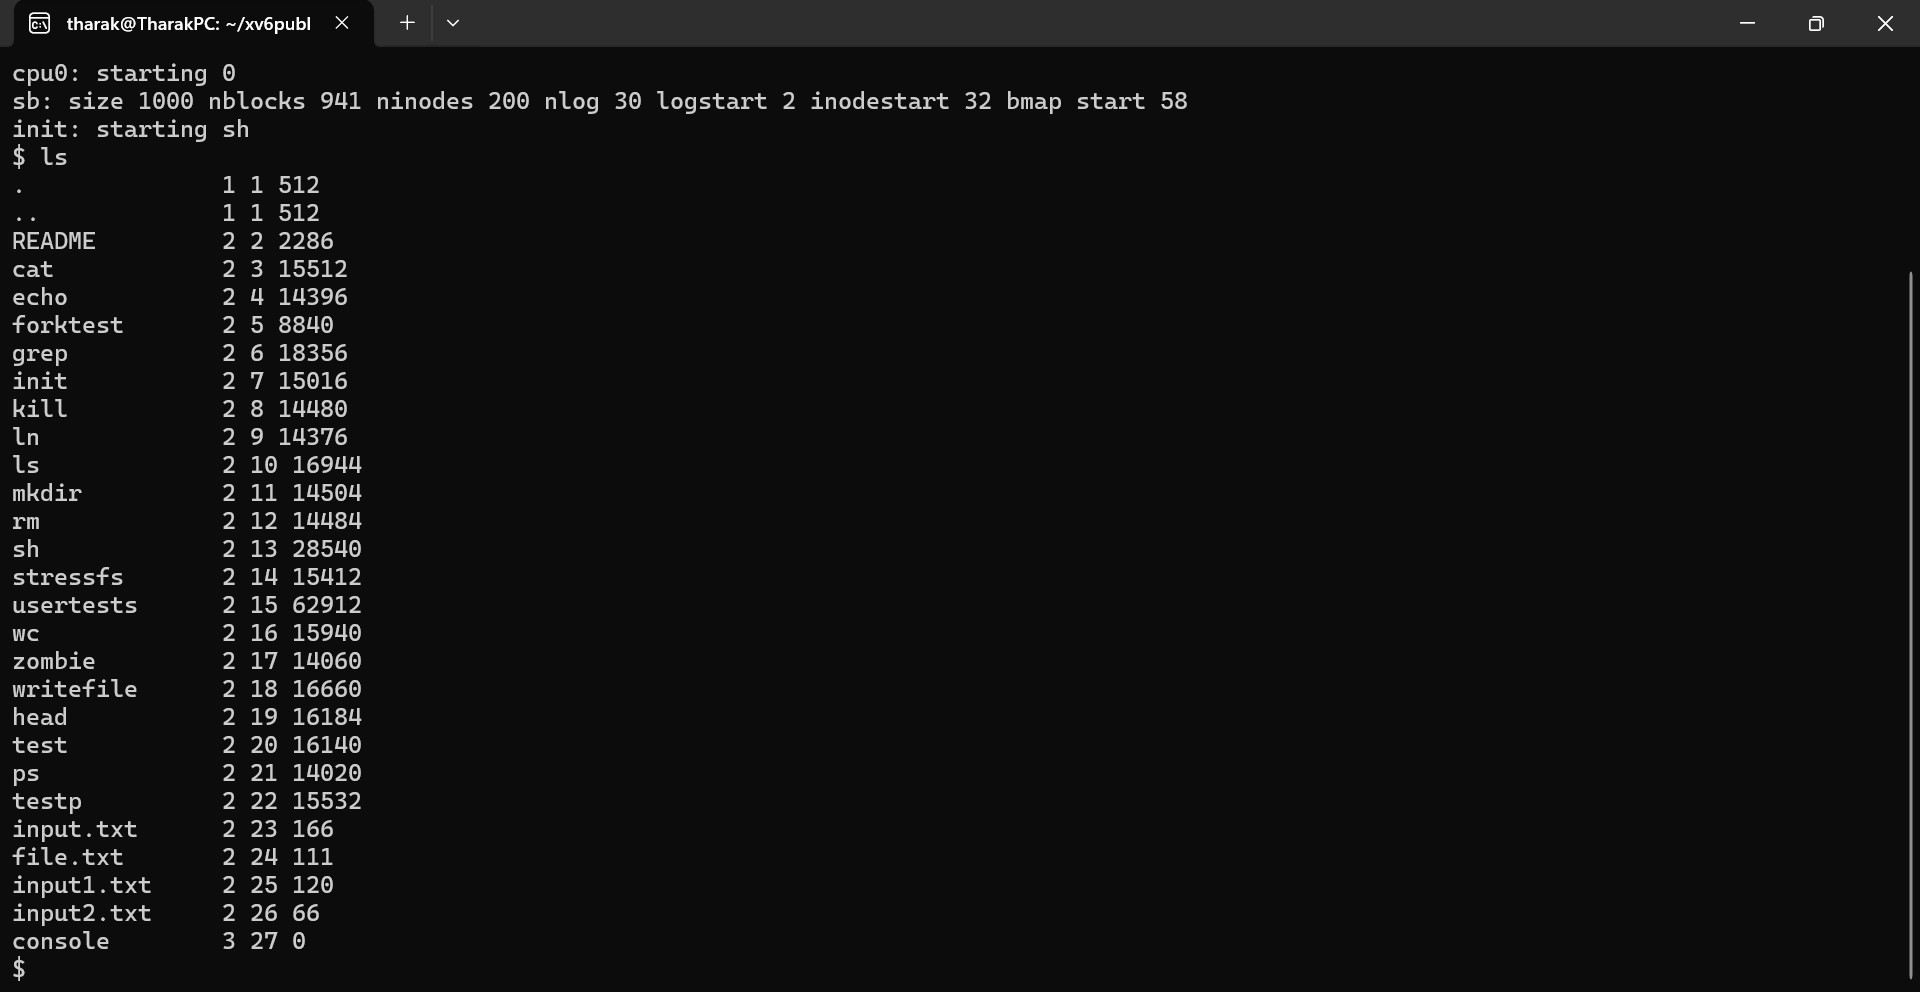 tharak@TharakPC: ~/xv6publ
cpu0: starting 0
sb: size 1000 nblocks 941 ninodes 200 nlog 30 logstart 2 inodestart 32 bmap start 58
init: starting sh
$ ls
.              1 1 512
..             1 1 512
README         2 2 2286
cat            2 3 15512
echo           2 4 14396
forktest       2 5 8840
grep           2 6 18356
init           2 7 15016
kill           2 8 14480
ln             2 9 14376
ls             2 10 16944
mkdir          2 11 14504
rm             2 12 14484
sh             2 13 28540
stressfs       2 14 15412
usertests      2 15 62912
wc             2 16 15940
zombie         2 17 14060
writefile      2 18 16660
head           2 19 16184
test           2 20 16140
ps             2 21 14020
testp          2 22 15532
input.txt      2 23 166
file.txt       2 24 111
input1.txt     2 25 120
input2.txt     2 26 66
console        3 27 0
$